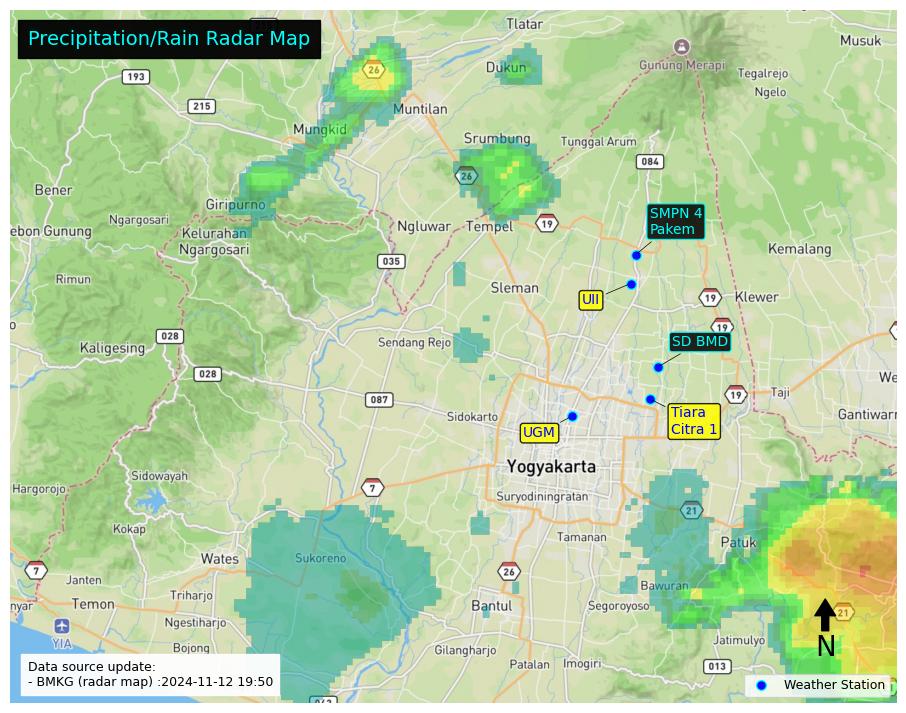 Precipitation/Rain Radar Map
Tlatar
Musuk
26
Dukun
Gunung Merapi
Tegalrejo
193
Ngelo
215
Muntilan
Mungkid
Srumbung
Tunggal Arum
084
26
Bener
Giripurno
SMPN 4
Pakem
Ngargosari
Ngluwar
Tempel
19
ebon Gunung
Kelurahan
Ngargosari
Kemalang
035
Rimun
Sleman
UII
19
Klewer
19
028
Sendang Rejo
SD BMD
Kaligesing
028
We
087
19
Taji
Sidokarto
Tiara
Citra 1
Gantiwarn
UGM
Yogyakarta
Sidowayah
Hargorojo
7
Suryodiningratan
21
Kokap
Tamanan
Patuk
Wates
Sukoreno
7
26
Janten
Bawuran
Triharjo
nyar
Temon
Bantul
Segoroyoso
21
Ngestiharjo
YIA
N
Jatimulyo
Bojong
Gilangharjo
Patalan
Imogiri
013
Data source update:
- BMKG (radar map) :2024-11-12 19:50
Weather Station